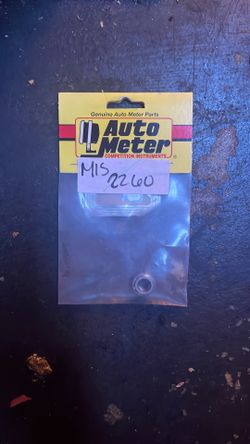 Genuine Auto Meter Parts
Auto
Meter
COMPETITION INSTRUMENTS
®
MIS
2260